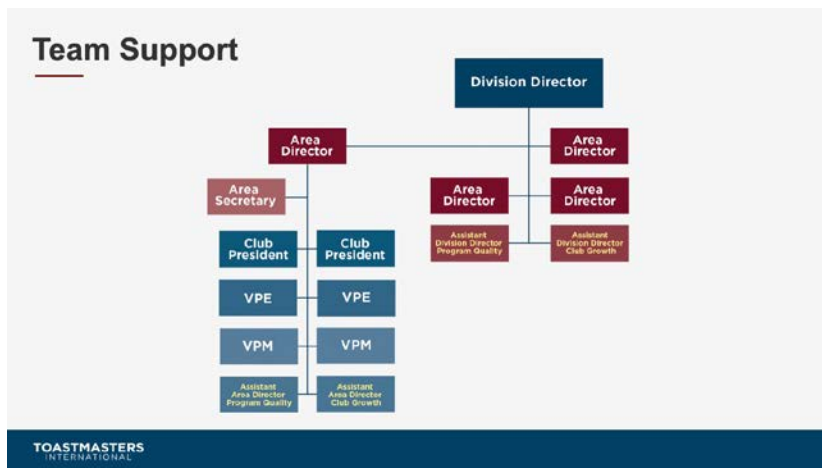 Team Support
Division Director
Area
Director
Area
Director
Area
Secretary
Area
Director
Area
Director
Club
President
Club
President
Assistant
Division Director
Program Quality
Assistant
Division Director
Club Growth
VPE
VPE
VPM
VPM
Assistant
Area Director
Program Quality
Assistant
Area Director
Club Growth
TOASTMASTERS
INTERNATIONAL